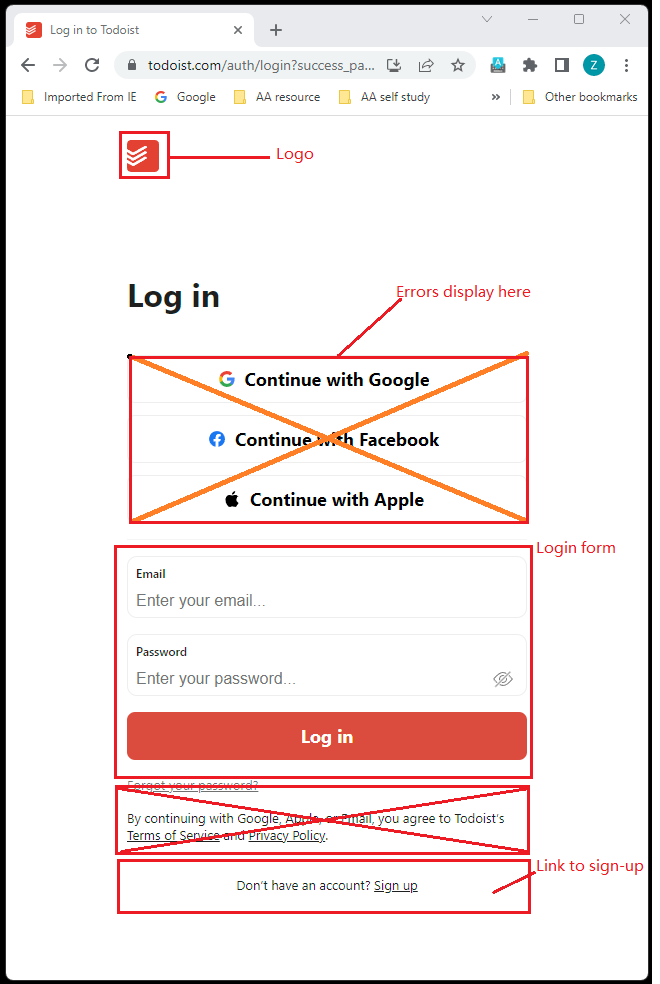 Log in to Todoist
todoist.com/auth/login?success_pa...
Z
Imported From IE
Google
AA resource
AA self study
»
Other bookmarks
Logo
Log in
Errors display here
Continue with Google
Continue with Facebook
Continue with Apple
Login form
Email
Enter your email...
Password
Enter your password...
Log in
Forgot your password?
By continuing with Google, Apple, or Email, you agree to Todoist's
Terms of Service and Privacy Policy.
Link to sign-up
Don't have an account? Sign up